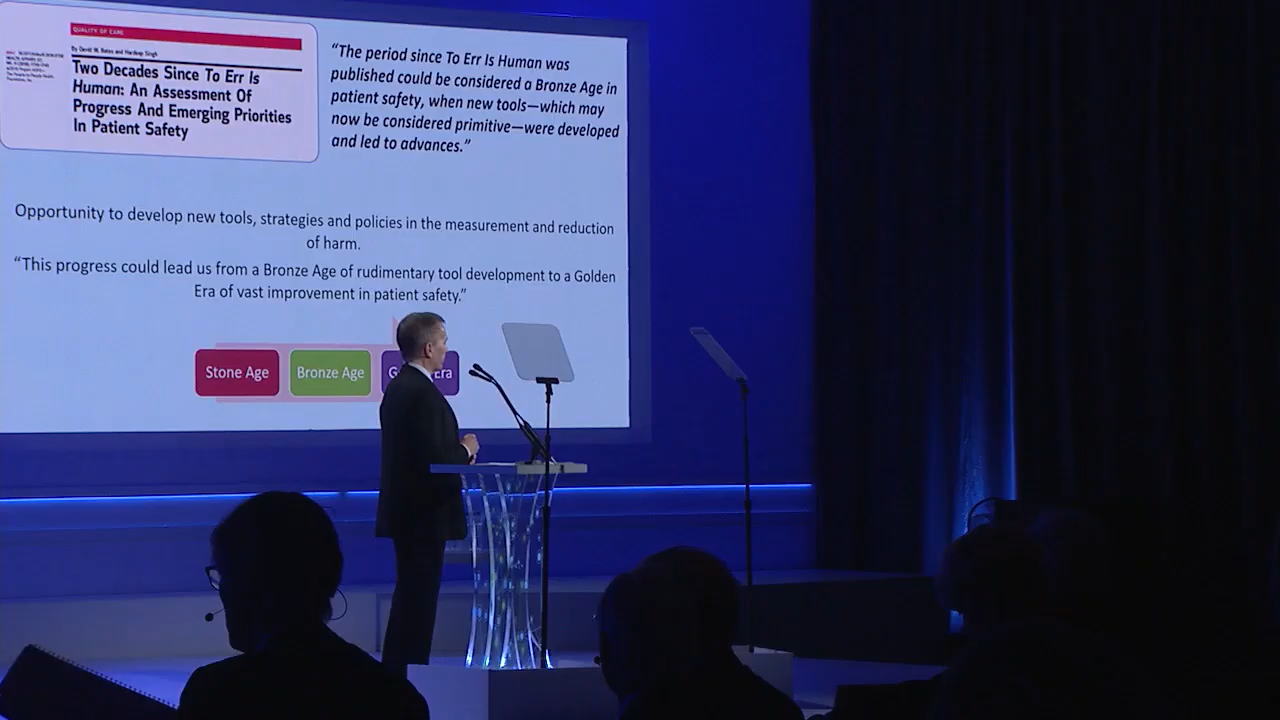 QUALITY OF CARE
By David W. Bates and Hardeep Singh
Two Decades Since To Err Is
Human: An Assessment Of
Progress And Emerging Priorities
In Patient Safety
“The period since To Err Is Human was
published could be considered a Bronze Age in
patient safety, when new tools—which may
now be considered primitive—were developed
and led to advances.”
Opportunity to develop new tools, strategies and policies in the measurement and reduction
of harm.
“This progress could lead us from a Bronze Age of rudimentary tool development to a Golden
Era of vast improvement in patient safety.”
Stone Age
Bronze Age
Era